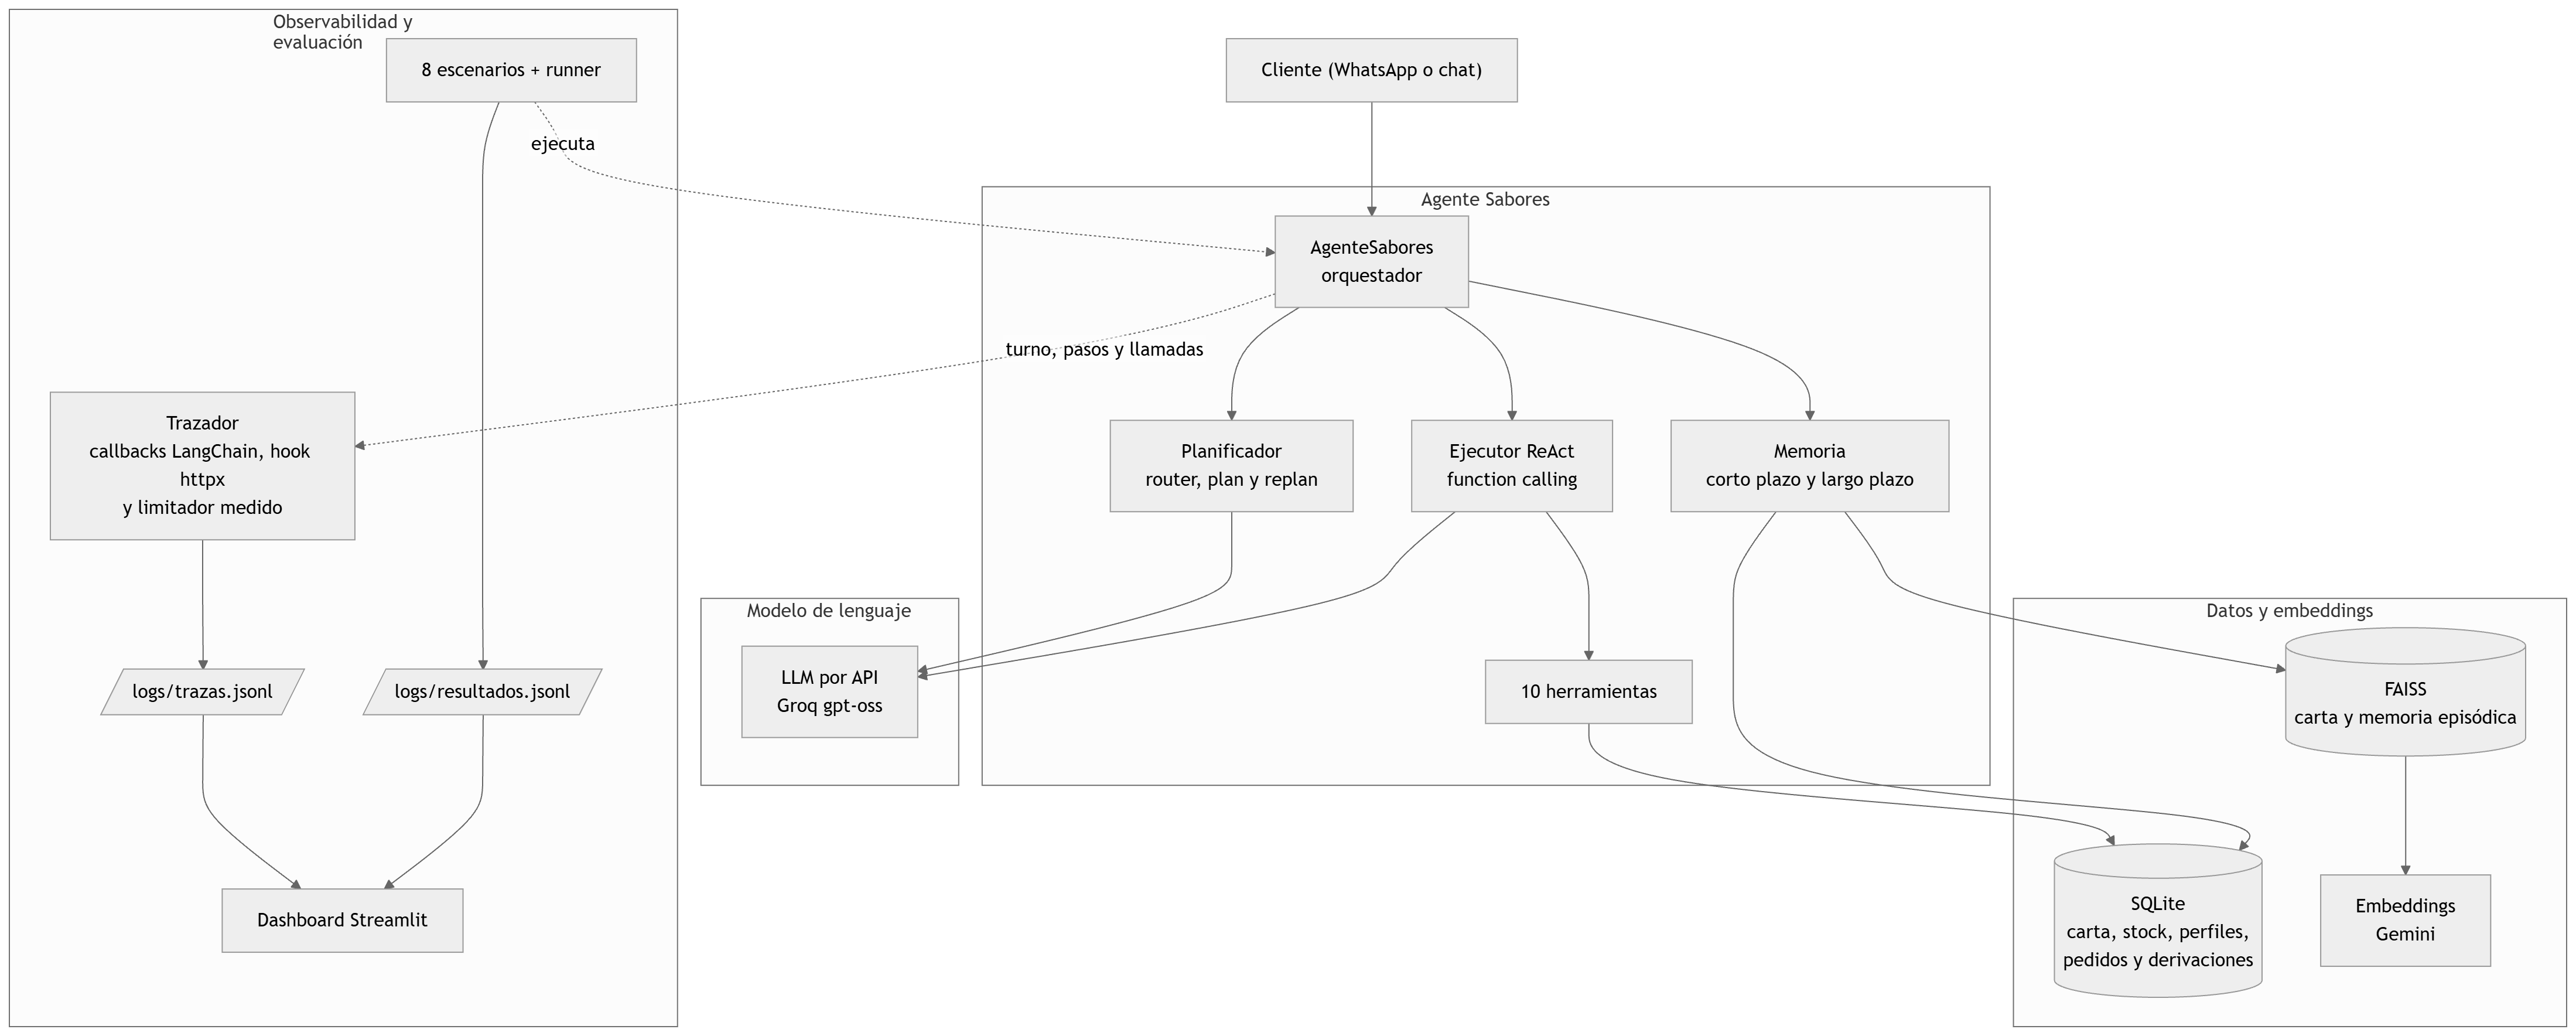 Observabilidad y
evaluación
8 escenarios + runner
Cliente (WhatsApp o chat)
ejecuta
Agente Sabores
AgenteSabores
orquestador
turno, pasos y llamadas
Trazador
callbacks LangChain, hook
httpx
y limitador medido
Planificador
router, plan y replan
Ejecutor ReAct
function calling
Memoria
corto plazo y largo plazo
Modelo de lenguaje
LLM por API
Groq gpt-oss
10 herramientas
Datos y embeddings
FAISS
carta y memoria episódica
logs/trazas.jsonl
logs/resultados.jsonl
Dashboard Streamlit
SQLite
carta, stock, perfiles,
pedidos y derivaciones
Embeddings
Gemini